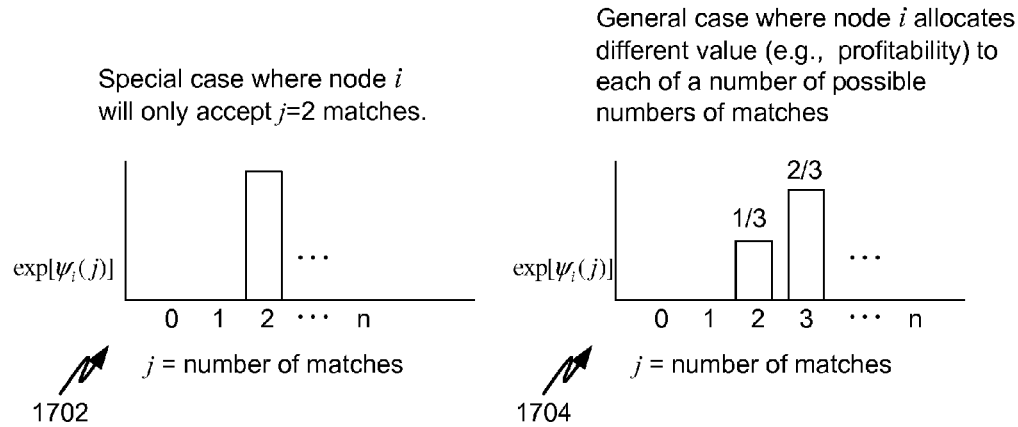 Special case where node i
will only accept j=2 matches.
exp[ψi(j)]
...
0 1 2 ... n
j = number of matches
1702
General case where node i allocates
different value (e.g., profitability) to
each of a number of possible
numbers of matches
2/3
1/3
exp[ψi(j)]
...
0 1 2 3 ... n
j = number of matches
1704